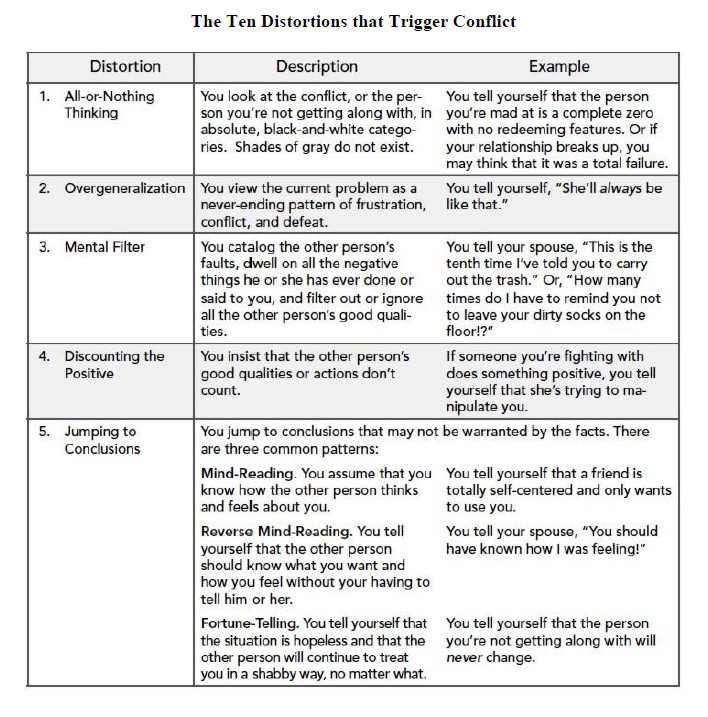 The Ten Distortions that Trigger Conflict
Distortion Description Example
1. All-or-Nothing
Thinking
You look at the conflict, or the per-
son you're not getting along with, in
absolute, black-and-white catego-
ries. Shades of gray do not exist.
You tell yourself that the person
you're mad at is a complete zero
with no redeeming features. Or if
your relationship breaks up, you
may think that it was a total failure.
2. Overgeneralization
You view the current problem as a
never-ending pattern of frustration,
conflict, and defeat.
You tell yourself, "She'll always be
like that."
3. Mental Filter
You catalog the other person's
faults, dwell on all the negative
things he or she has ever done or
said to you, and filter out or ignore
all the other person's good quali-
ties.
You tell your spouse, "This is the
tenth time I've told you to carry
out the trash." Or, "How many
times do I have to remind you not
to leave your dirty socks on the
floor!?"
4. Discounting the
Positive
You insist that the other person's
good qualities or actions don't
count.
If someone you're fighting with
does something positive, you tell
yourself that she's trying to ma-
nipulate you.
5. Jumping to
Conclusions
You jump to conclusions that may not be warranted by the facts. There
are three common patterns:
Mind-Reading. You assume that you
know how the other person thinks
and feels about you.
You tell yourself that a friend is
totally self-centered and only wants
to use you.
Reverse Mind-Reading. You tell
yourself that the other person
should know what you want and
how you feel without your having to
tell him or her.
You tell your spouse, "You should
have known how I was feeling!"
Fortune-Telling. You tell yourself that
the situation is hopeless and that the
other person will continue to treat
you in a shabby way, no matter what.
You tell yourself that the person
you're not getting along with will
never change.